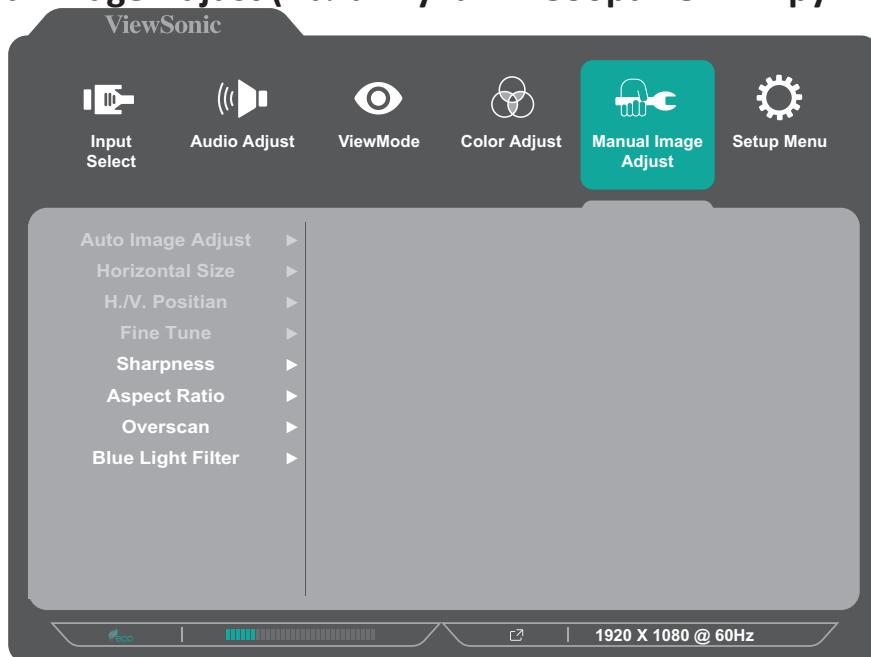 ViewSonic
Input
Select
Audio Adjust
ViewMode
Color Adjust
Manual Image
Adjust
Setup Menu
Auto Image Adjust
Horizontal Size
H./V. Positian
Fine Tune
Sharpness
Aspect Ratio
Overscan
Blue Light Filter
eco
1920 X 1080 @ 60Hz